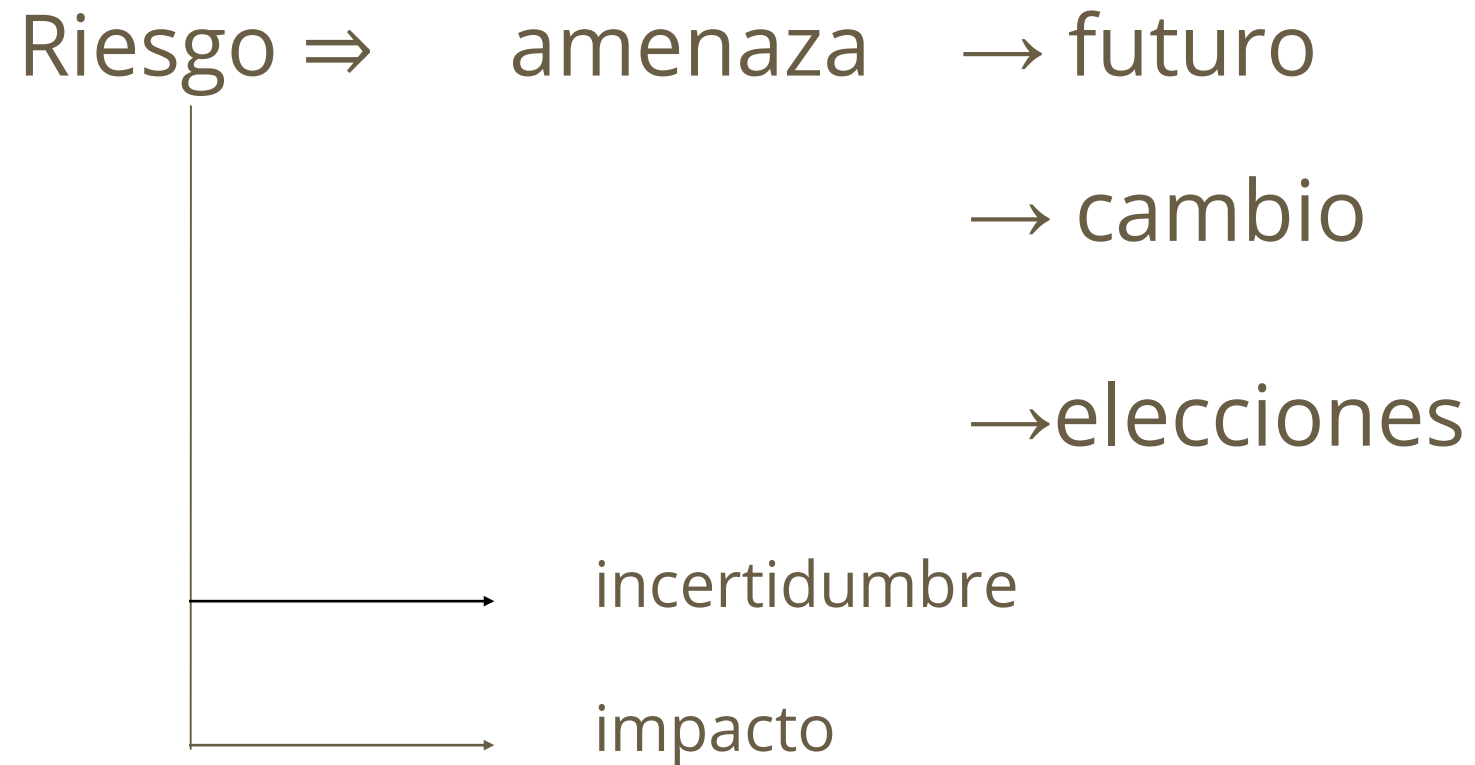 Riesgo ⇒ amenaza → futuro
→ cambio
→elecciones
incertidumbre
impacto